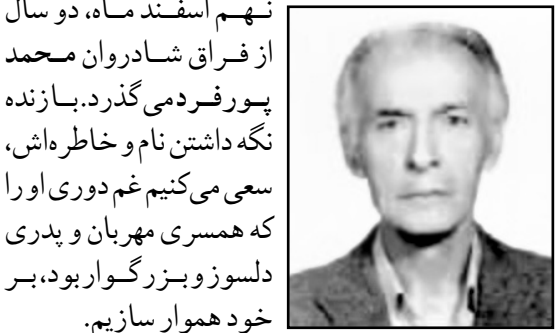 نهم اسفند ماه، دو سال
از فراق شادروان محمد
پورفرد می‌گذرد. با زنده
نگه داشتن نام و خاطره‌اش،
سعی می‌کنیم غم دوری او را
که همسری مهربان و پدری
دلسوز و بزرگوار بود، بر
خود هموار سازیم.